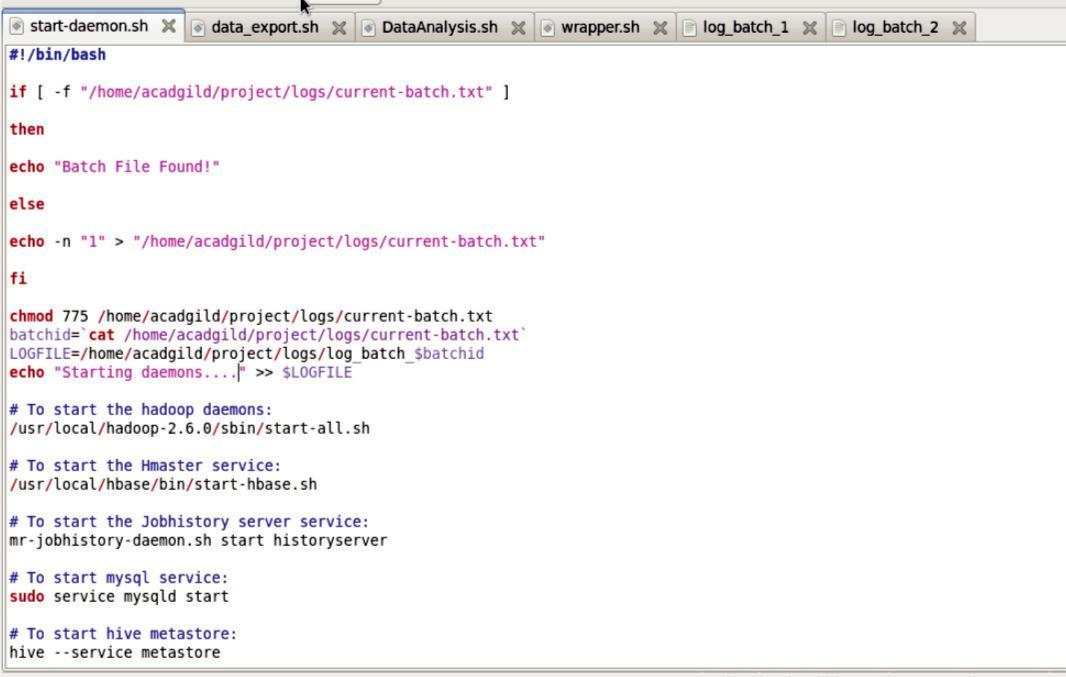 start-daemon.sh data_export.sh DataAnalysis.sh wrapper.sh log_batch_1 log_batch_2
#!/bin/bash
if [ -f "/home/acadgild/project/logs/current-batch.txt" ]
then
echo "Batch File Found!"
else
echo -n "1" > "/home/acadgild/project/logs/current-batch.txt"
fi
chmod 775 /home/acadgild/project/logs/current-batch.txt
batchid=`cat /home/acadgild/project/logs/current-batch.txt`
LOGFILE=/home/acadgild/project/logs/log_batch_$batchid
echo "Starting daemons...." >> $LOGFILE
# To start the hadoop daemons:
/usr/local/hadoop-2.6.0/sbin/start-all.sh
# To start the Hmaster service:
/usr/local/hbase/bin/start-hbase.sh
# To start the Jobhistory server service:
mr-jobhistory-daemon.sh start historyserver
# To start mysql service:
sudo service mysqld start
# To start hive metastore:
hive --service metastore